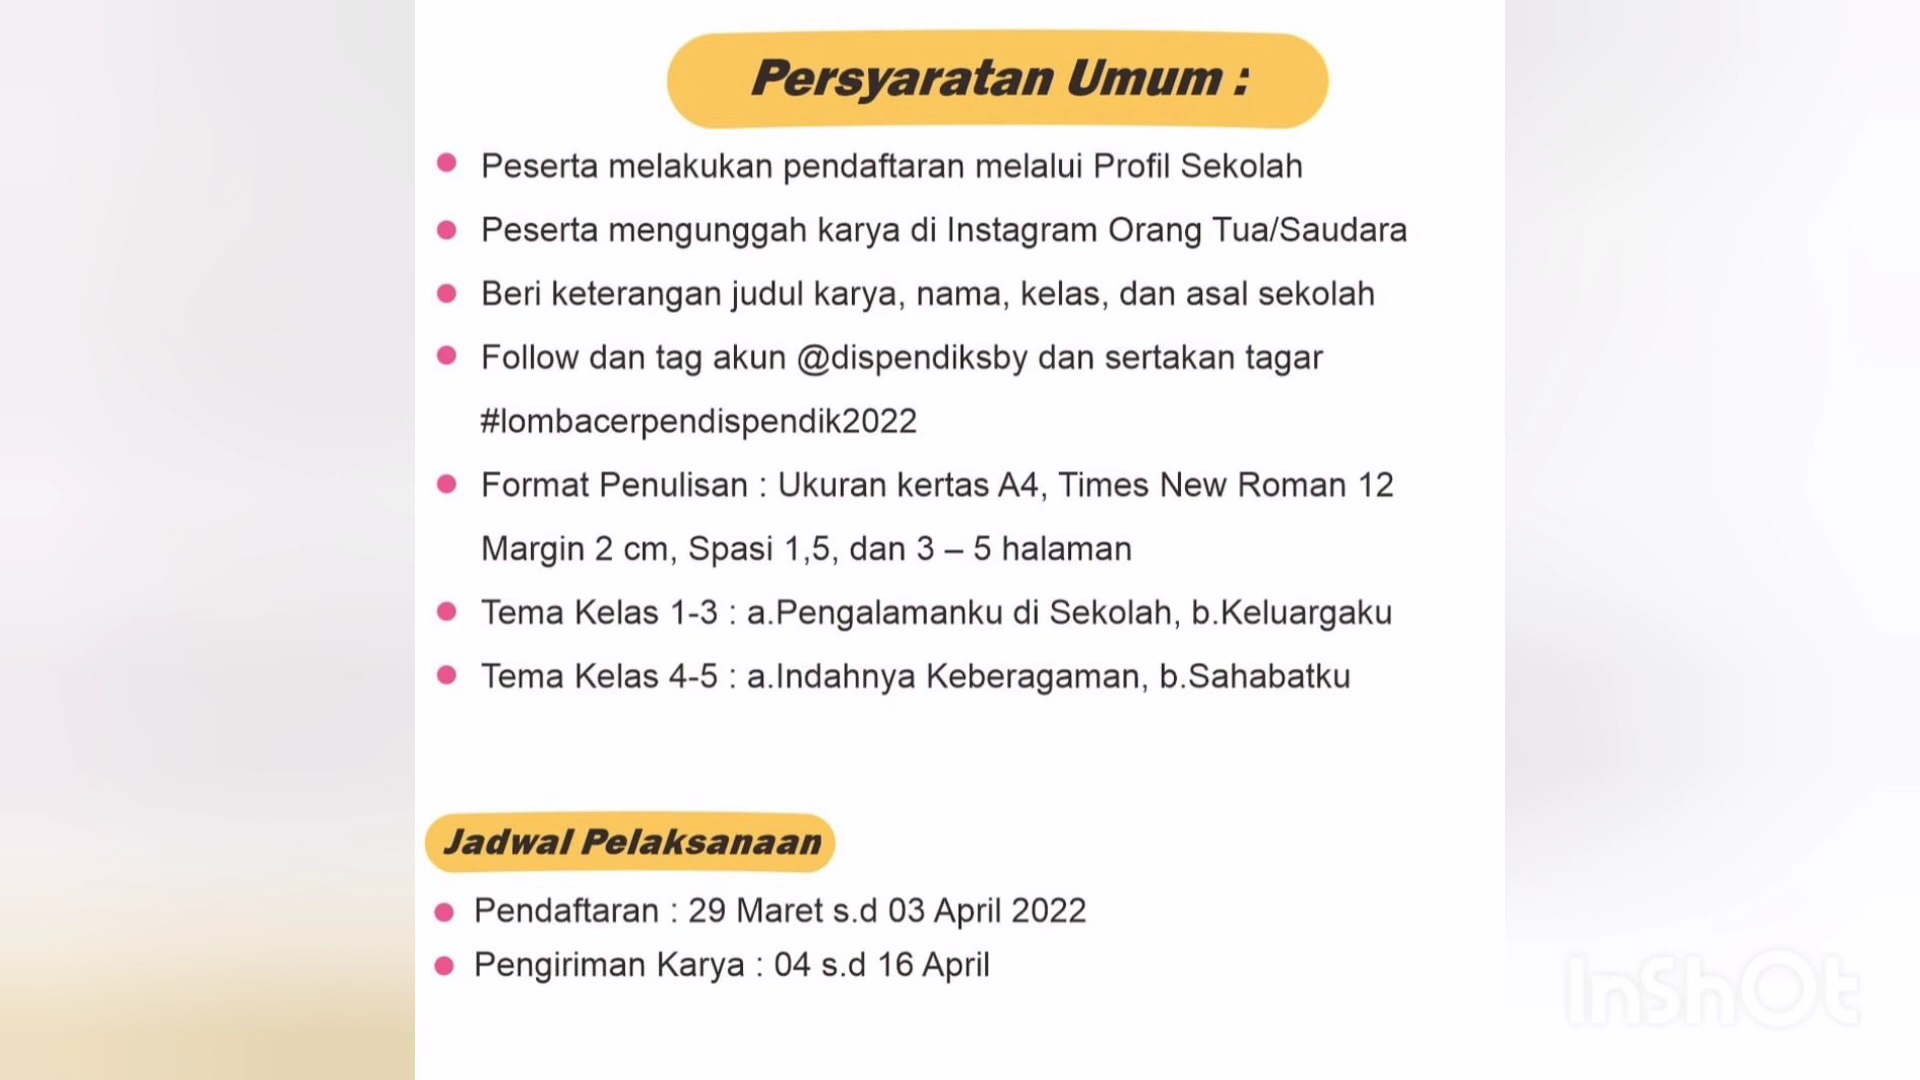 Persyaratan Umum :
Peserta melakukan pendaftaran melalui Profil Sekolah
Peserta mengunggah karya di Instagram Orang Tua/Saudara
Beri keterangan judul karya, nama, kelas, dan asal sekolah
Follow dan tag akun @dispendiksby dan sertakan tagar
#lombacerpendispendik2022
Format Penulisan : Ukuran kertas A4, Times New Roman 12
Margin 2 cm, Spasi 1,5, dan 3 – 5 halaman
Tema Kelas 1-3 : a.Pengalamanku di Sekolah, b.Keluargaku
Tema Kelas 4-5 : a.Indahnya Keberagaman, b.Sahabatku
Jadwal Pelaksanaan
Pendaftaran : 29 Maret s.d 03 April 2022
Pengiriman Karya : 04 s.d 16 April
InShOt